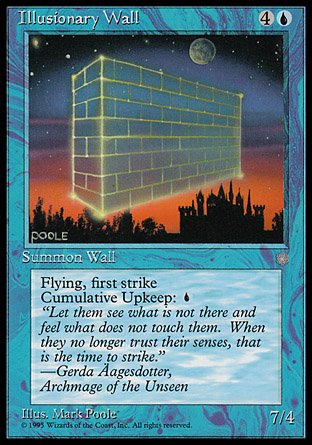 Illusionary Wall 4
POOLE
Summon Wall
Flying, first strike
Cumulative Upkeep:
“Let them see what is not there and
feel what does not touch them. When
they no longer trust their senses, that
is the time to strike.”
—Gerda Äagesdotter,
Archmage of the Unseen
Illus. Mark Poole
7/4
© 1995 Wizards of the Coast, Inc. All rights reserved.